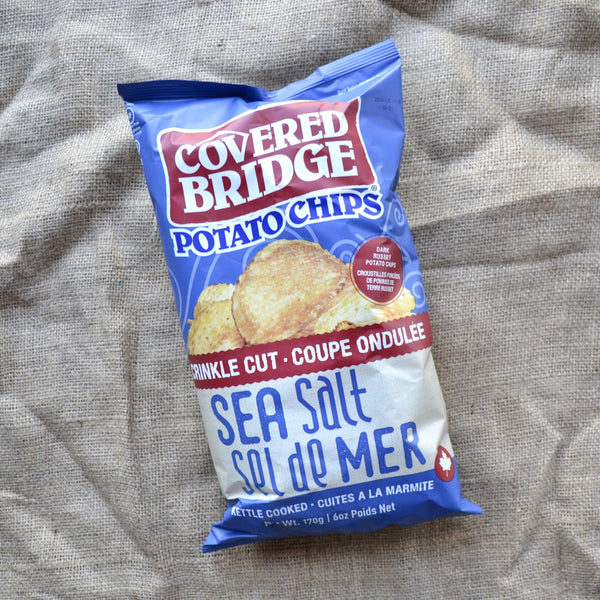 COVERED
BRIDGE
POTATO CHIPS®
DARK
RUSSET
POTATO CHIPS
CROUSTILLES FONCÉES
DE POMMES DE
TERRE RUSSET
CRINKLE CUT · COUPE ONDULÉE
SEA Salt
Sel de MER
KETTLE COOKED · CUITES A LA MARMITE
Wt. 170g | 6oz Poids Net